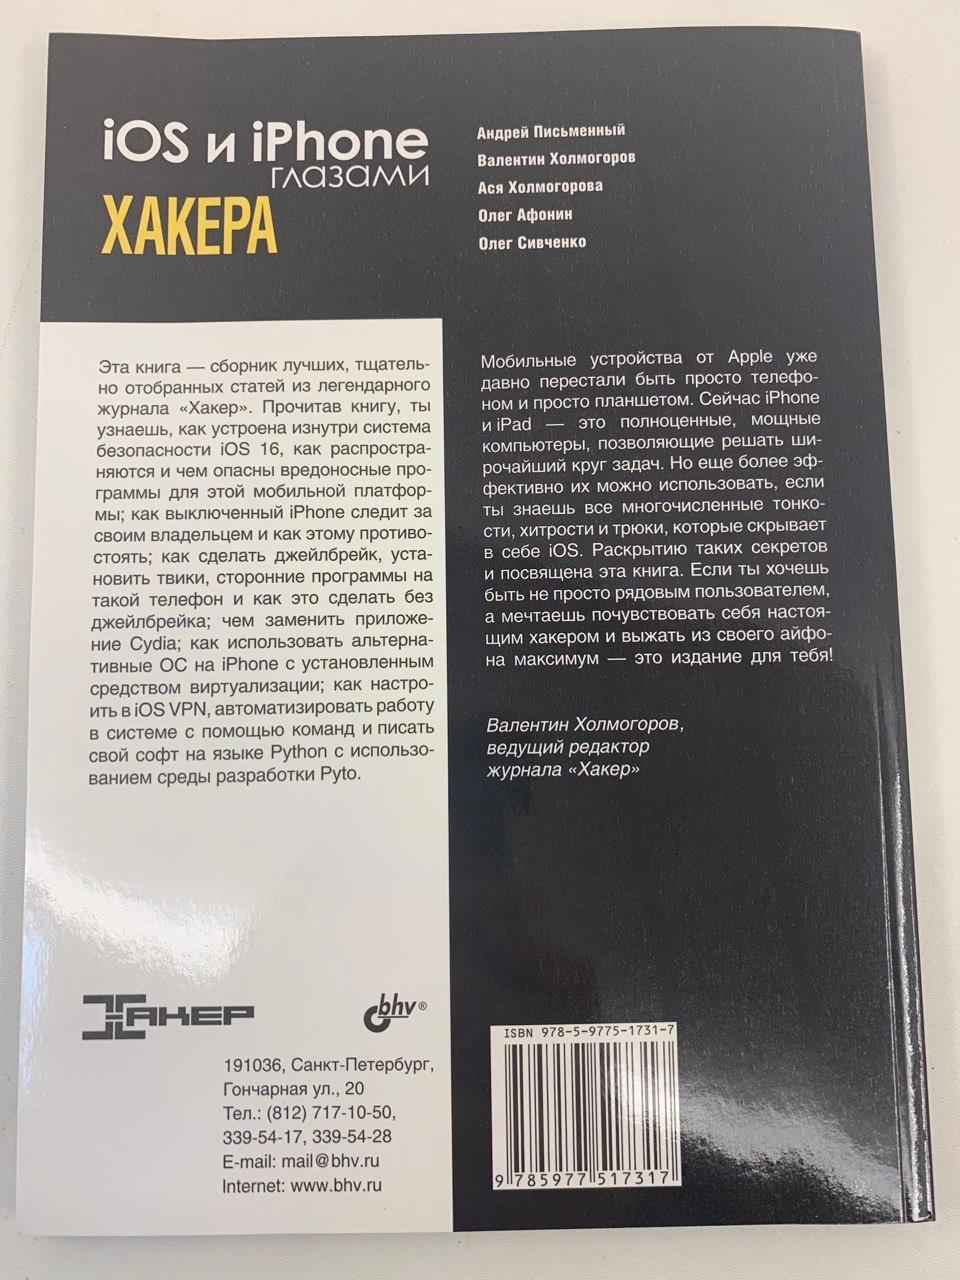 iOS и iPhone
глазами
ХАКЕРА
Андрей Письменный
Валентин Холмогоров
Ася Холмогорова
Олег Афонин
Олег Сивченко
Эта книга — сборник лучших, тщатель-
но отобранных статей из легендарного
журнала «Хакер». Прочитав книгу, ты
узнаешь, как устроена изнутри система
безопасности iOS 16, как распростра-
няются и чем опасны вредоносные про-
граммы для этой мобильной платфор-
мы; как выключенный iPhone следит за
своим владельцем и как этому противо-
стоять; как сделать джейлбрейк, уста-
новить твики, сторонние программы на
такой телефон и как это сделать без
джейлбрейка; чем заменить приложе-
ние Cydia; как использовать альтерна-
тивные ОС на iPhone с установленным
средством виртуализации; как настро-
ить в iOS VPN, автоматизировать работу
в системе с помощью команд и писать
свой софт на языке Python с использо-
ванием среды разработки Pyto.
Мобильные устройства от Apple уже
давно перестали быть просто телефо-
ном и просто планшетом. Сейчас iPhone
и iPad — это полноценные, мощные
компьютеры, позволяющие решать ши-
рочайший круг задач. Но еще более эф-
фективно их можно использовать, если
ты знаешь все многочисленные тонко-
сти, хитрости и трюки, которые скрывает
в себе iOS. Раскрытию таких секретов
и посвящена эта книга. Если ты хочешь
быть не просто рядовым пользователем,
а мечтаешь почувствовать себя настоя-
щим хакером и выжать из своего айфо-
на максимум — это издание для тебя!
Валентин Холмогоров,
ведущий редактор
журнала «Хакер»
ХАКЕР
bhv®
191036, Санкт-Петербург,
Гончарная ул., 20
Тел.: (812) 717-10-50,
339-54-17, 339-54-28
E-mail: mail@bhv.ru
Internet: www.bhv.ru
ISBN 978-5-9775-1731-7
9 785977 517317